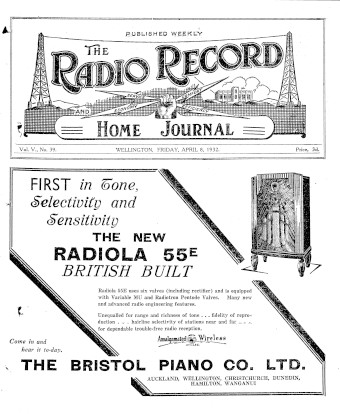 PUBLISHED WEEKLY
THE
RADIO RECORD
AND
HOME JOURNAL
Vol. V., No. 39.
WELLINGTON, FRIDAY, APRIL 8, 1932.
Price, 3d.
FIRST in Tone,
Selectivity and
Sensitivity
THE NEW
RADIOLA 55E
BRITISH BUILT
Radiola 55E uses six valves (including rectifier) and is equipped
with Variable MU and Radiotron Pentode Valves. Many new
and advanced radio engineering features.
Unequalled for range and richness of tone . . . fidelity of repro-
duction . . . hairline selectivity of stations near and far . . .
for dependable trouble-free radio reception.
Amalgamated Wireless
Come in and
hear it to-day.
THE BRISTOL PIANO CO. LTD.
AUCKLAND, WELLINGTON, CHRISTCHURCH, DUNEDIN,
HAMILTON, WANGANUI